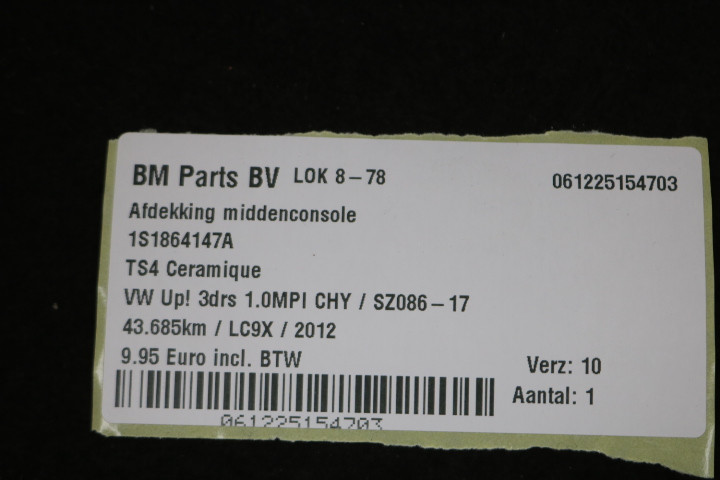 BM Parts BV LOK 8-78 061225154703
Afdekking middenconsole
1S1864147A
TS4 Ceramique
VW Up! 3drs 1.0MPI CHY / SZ086-17
43.685km / LC9X / 2012
9.95 Euro incl. BTW Verz: 10
Aantal: 1
061225154703